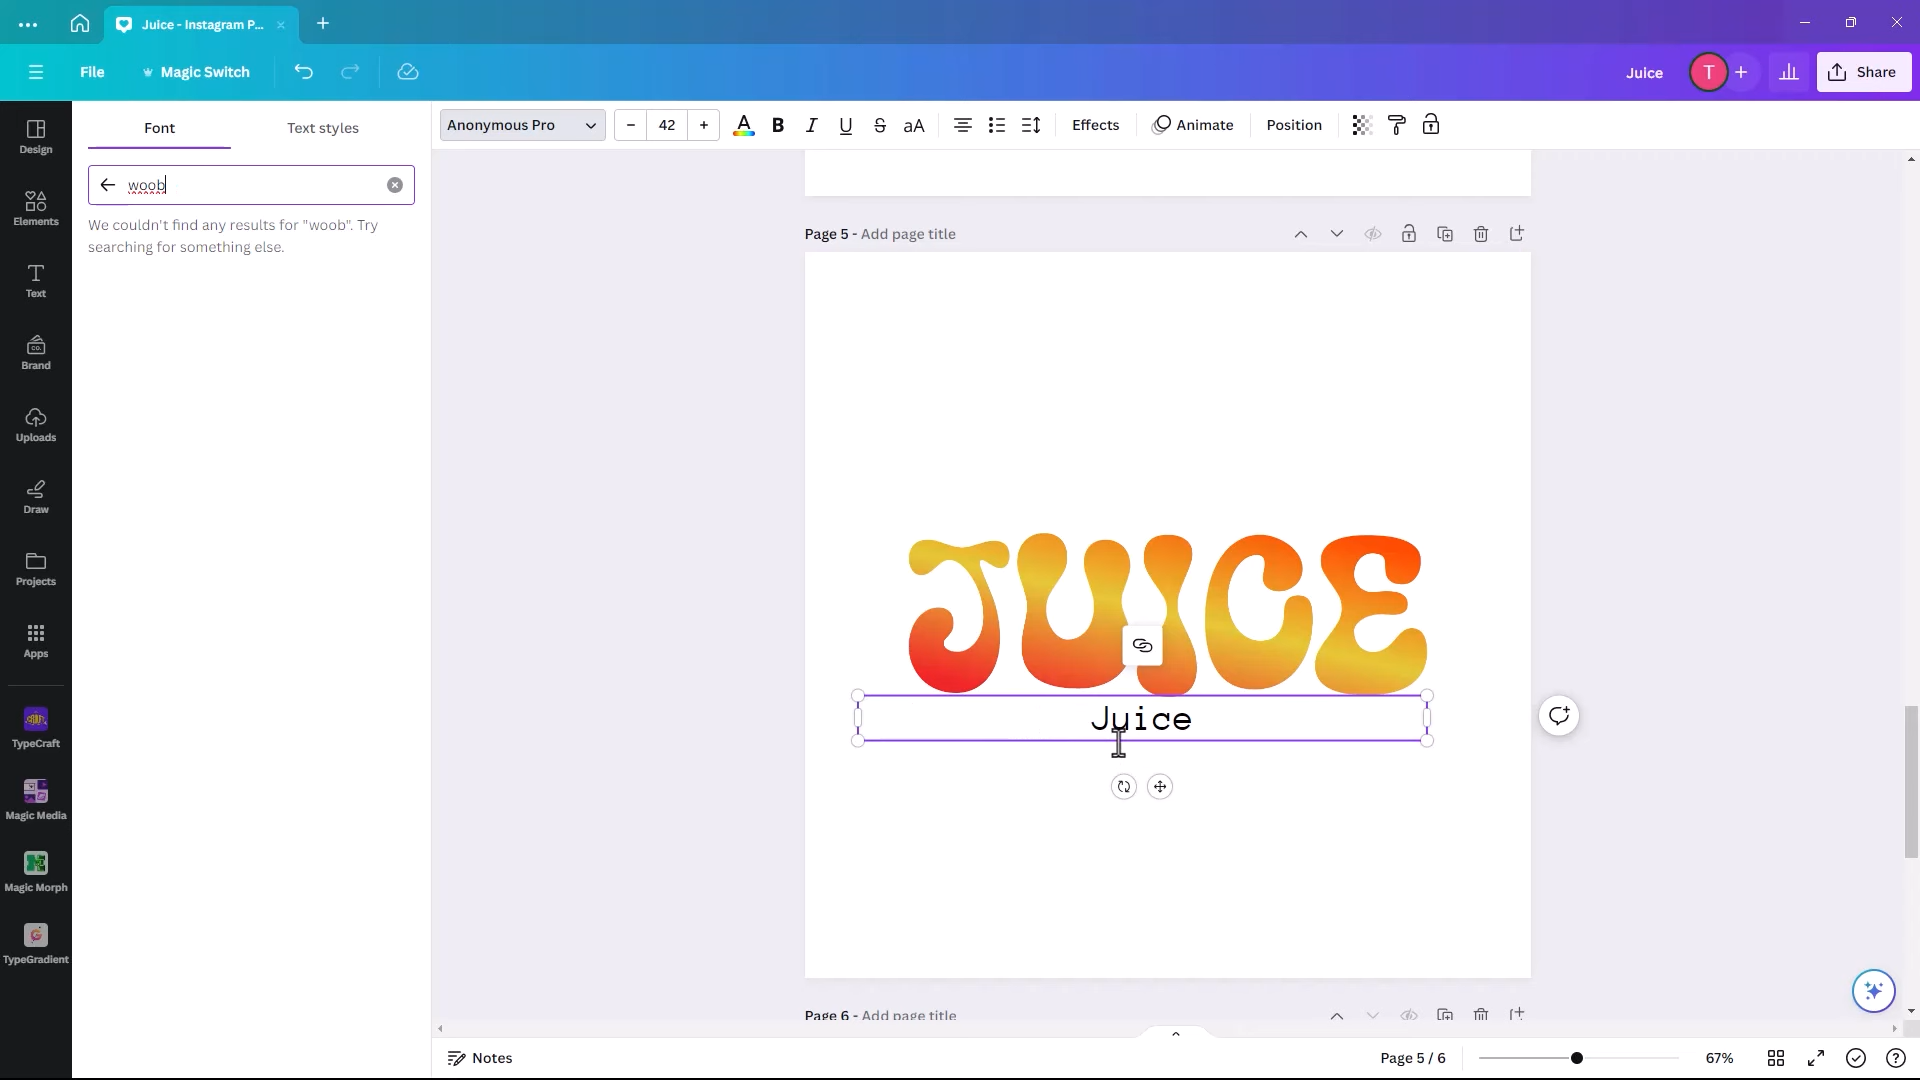 Juice - Instagram P...
File
Magic Switch
Juice
T
Share
Design
Elements
Text
Brand
CO.
Uploads
Draw
Projects
Apps
TypeCraft
Magic Media
Magic Morph
TypeGradient
Font
Text styles
woob
We couldn't find any results for "woob". Try
searching for something else.
Anonymous Pro
42
A
B
I
U
S
aA
Effects
Animate
Position
Page 5 - Add page title
JUICE
Juice
Page 6 - Add page title
Notes
Page 5 / 6
67%